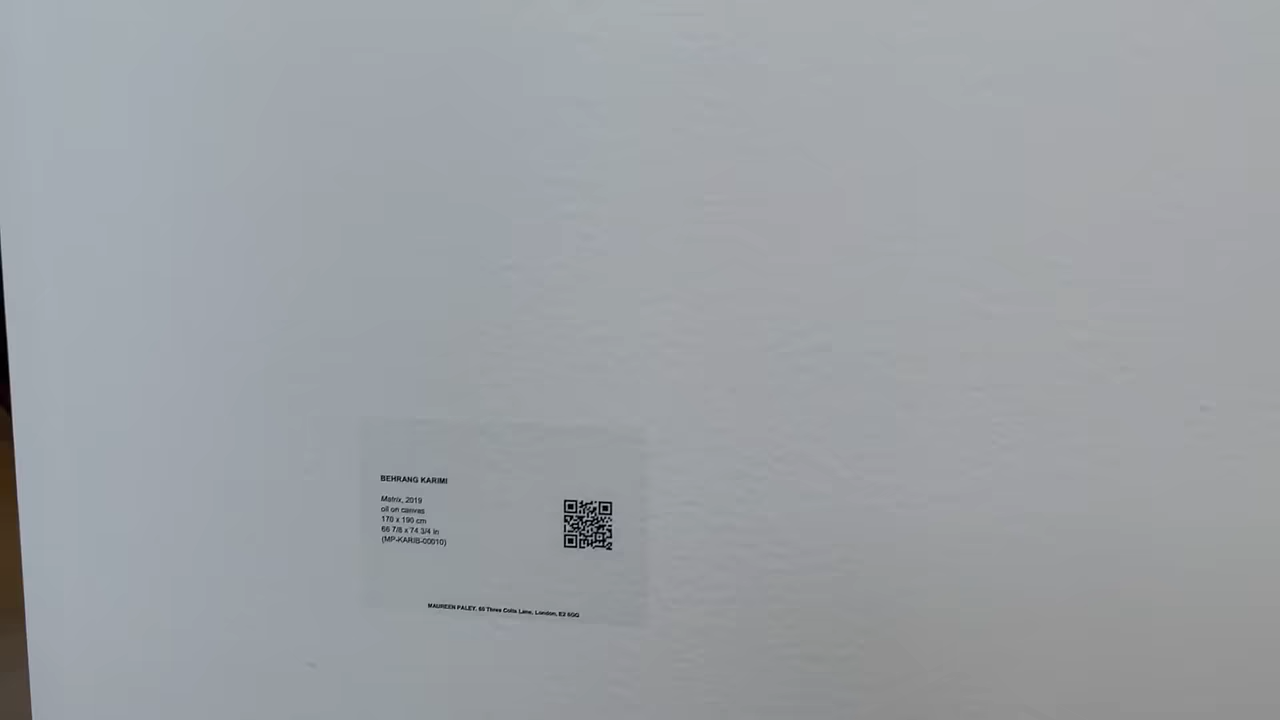 BEHRANG KARIMI
Matrix, 2019
oil on canvas
170 x 190 cm
66 7/8 x 74 3/4 in
(MP-KARIB-00010)
MAUREEN PALEY. 60 Three Colts Lane, London, E2 6GG